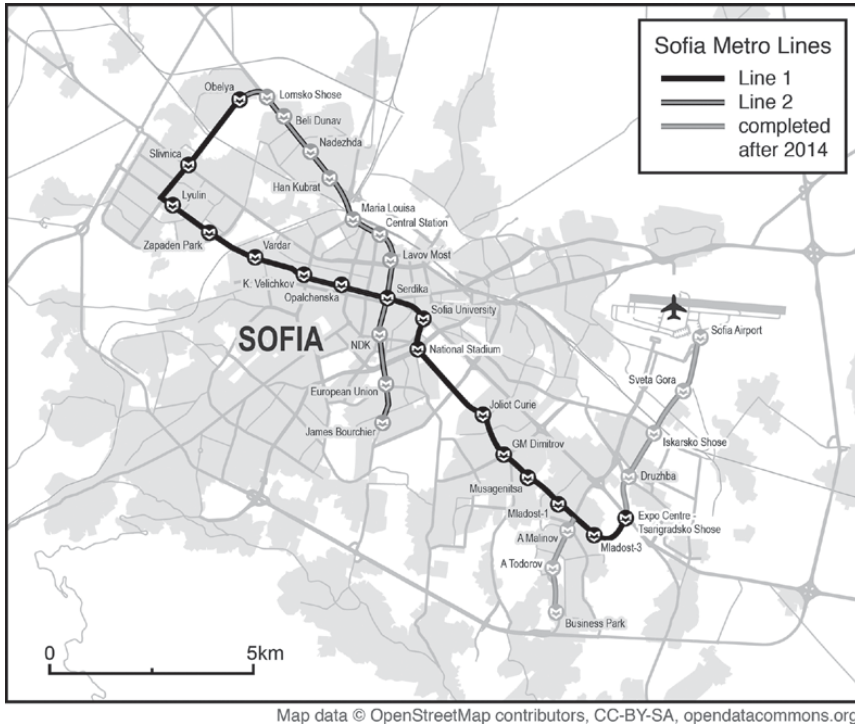 Sofia Metro Lines
Line 1
Line 2
completed
after 2014
Obelya
Lomsko Shose
Beli Dunav
Slivnica
Nadezhda
Han Kubrat
Lyulin
Maria Louisa
Central Station
Zapaden Park
Vardar
Lavov Most
K. Velichkov
Opalchenska
Serdika
Sofia University
SOFIA
NDK
National Stadium
Sofia Airport
European Union
Sveta Gora
Joliot Curie
James Bourchier
Iskarsko Shose
GM Dimitrov
Musagenitsa
Druzhba
Mladost-1
Expo Centre -
Tsarigradsko Shose
A Malinov
Mladost-3
A Todorov
Business Park
0 5km
Map data © OpenStreetMap contributors, CC-BY-SA, opendatacommons.org